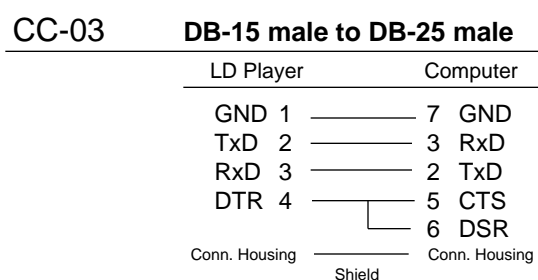 CC-03 DB-15 male to DB-25 male
LD Player Computer
GND 1 7 GND
TxD 2 3 RxD
RxD 3 2 TxD
DTR 4 5 CTS
6 DSR
Conn. Housing Conn. Housing
Shield